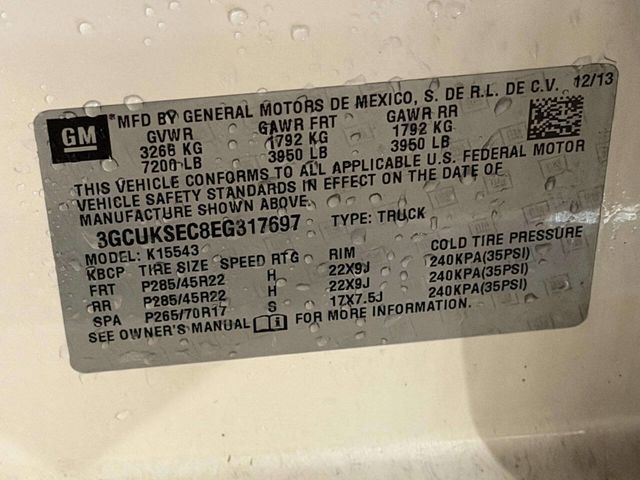 GM
*MFD BY GENERAL MOTORS DE MEXICO, S. DE R.L. DE C.V. 12/13
GVWR GAWR FRT GAWR RR
3266 KG 1792 KG 1792 KG
7200 LB 3950 LB 3950 LB
THIS VEHICLE CONFORMS TO ALL APPLICABLE U.S. FEDERAL MOTOR
VEHICLE SAFETY STANDARDS IN EFFECT ON THE DATE OF
MANUFACTURE SHOWN ABOVE.
3GCUKSEC8EG317697 TYPE: TRUCK
MODEL: K15543
KBCP TIRE SIZE SPEED RTG RIM COLD TIRE PRESSURE
FRT P285/45R22 H 22X9J 240KPA(35PSI)
RR P285/45R22 H 22X9J 240KPA(35PSI)
SPA P265/70R17 S 17X7.5J 240KPA(35PSI)
SEE OWNER'S MANUAL FOR MORE INFORMATION.